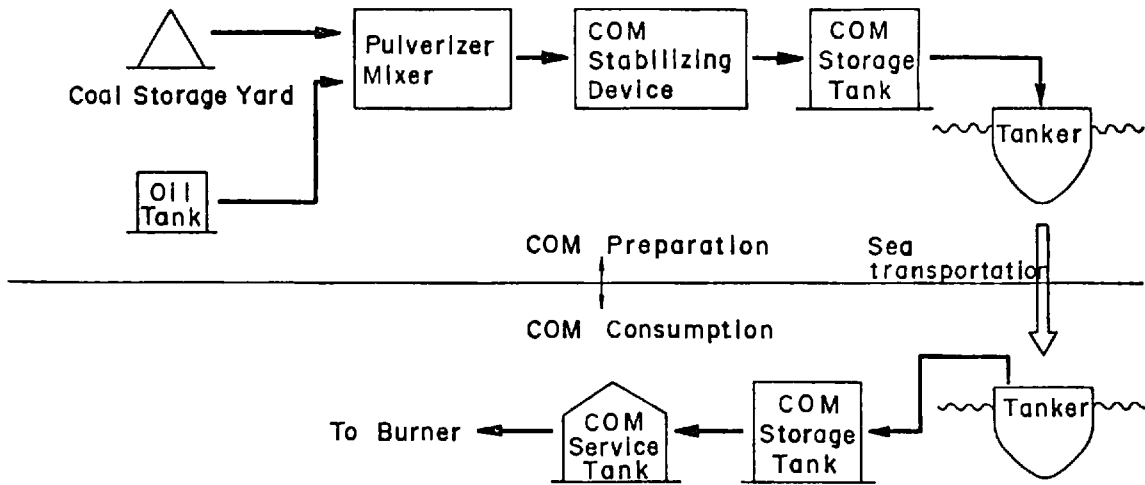 Coal Storage Yard
Oil
Tank
Pulverizer
Mixer
COM
Stabilizing
Device
COM
Storage
Tank
Tanker
COM Preparation
Sea
transportation
COM Consumption
Tanker
COM
Storage
Tank
COM
Service
Tank
To Burner